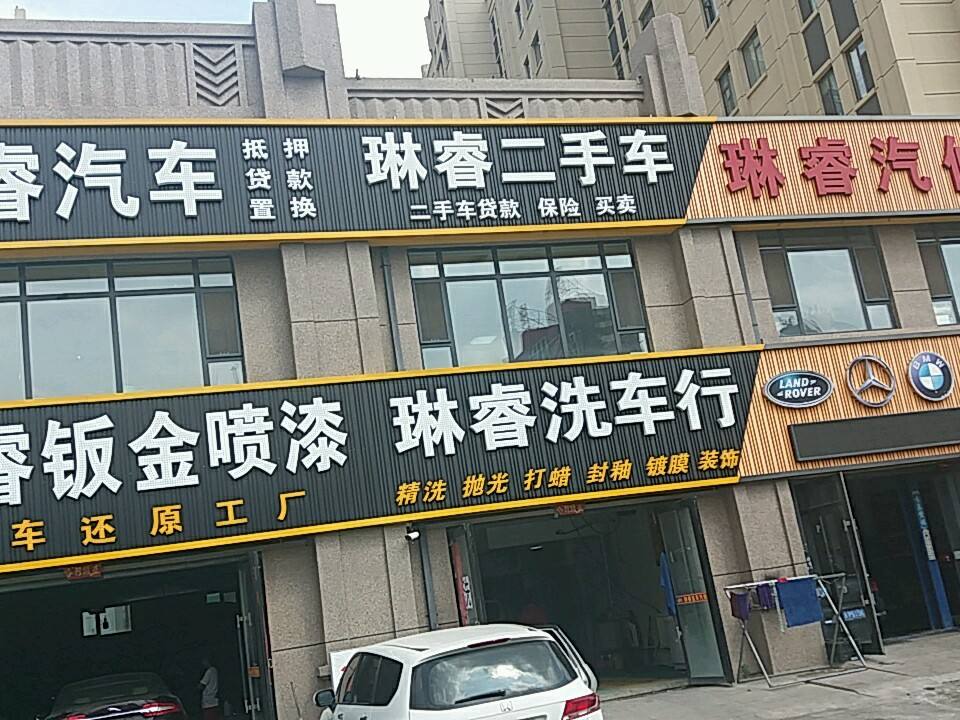 睿汽车
抵押
贷款
置换
琳睿二手车
二手车贷款 保险 买卖
琳睿汽
睿钣金喷漆
车还原工厂
琳睿洗车行
精洗 抛光 打蜡 封釉 镀膜 装饰
LAND
ROVER
BMW